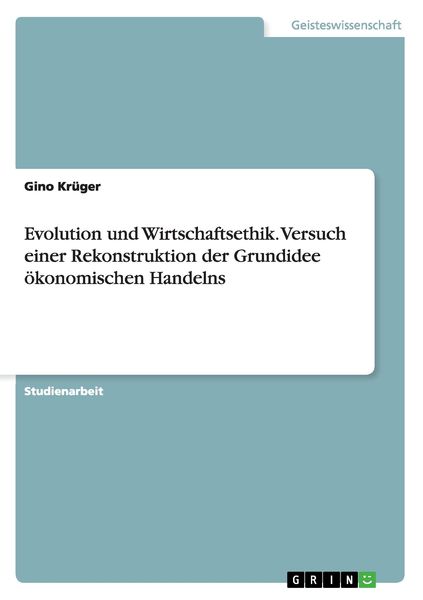 Geisteswissenschaft
Gino Krüger
Evolution und Wirtschaftsethik. Versuch
einer Rekonstruktion der Grundidee
ökonomischen Handelns
Studienarbeit
GRIN